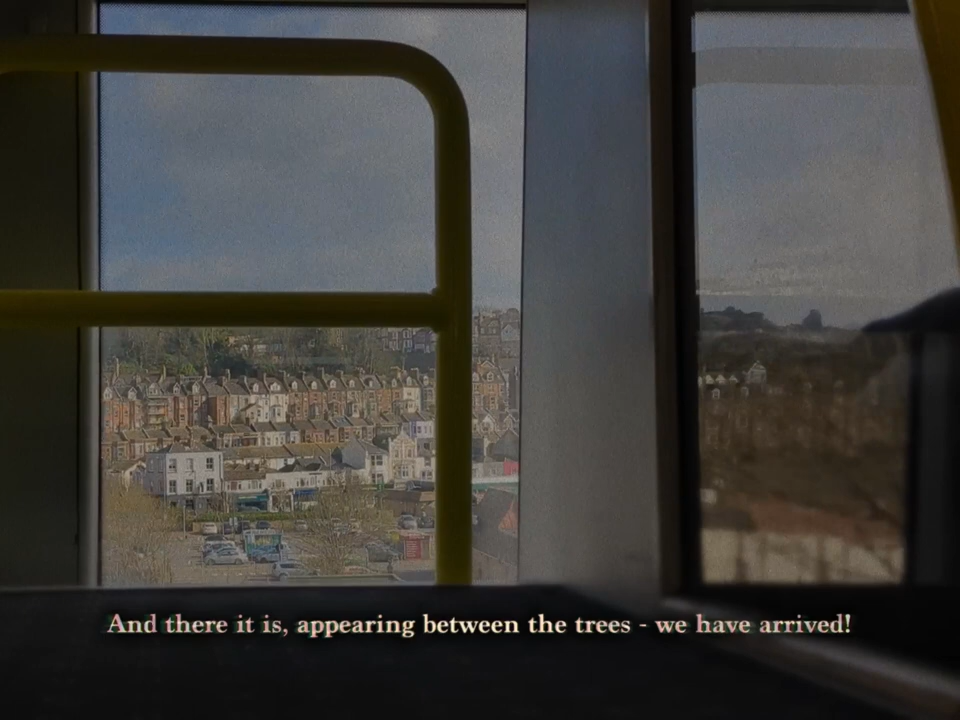 And there it is, appearing between the trees - we have arrived!